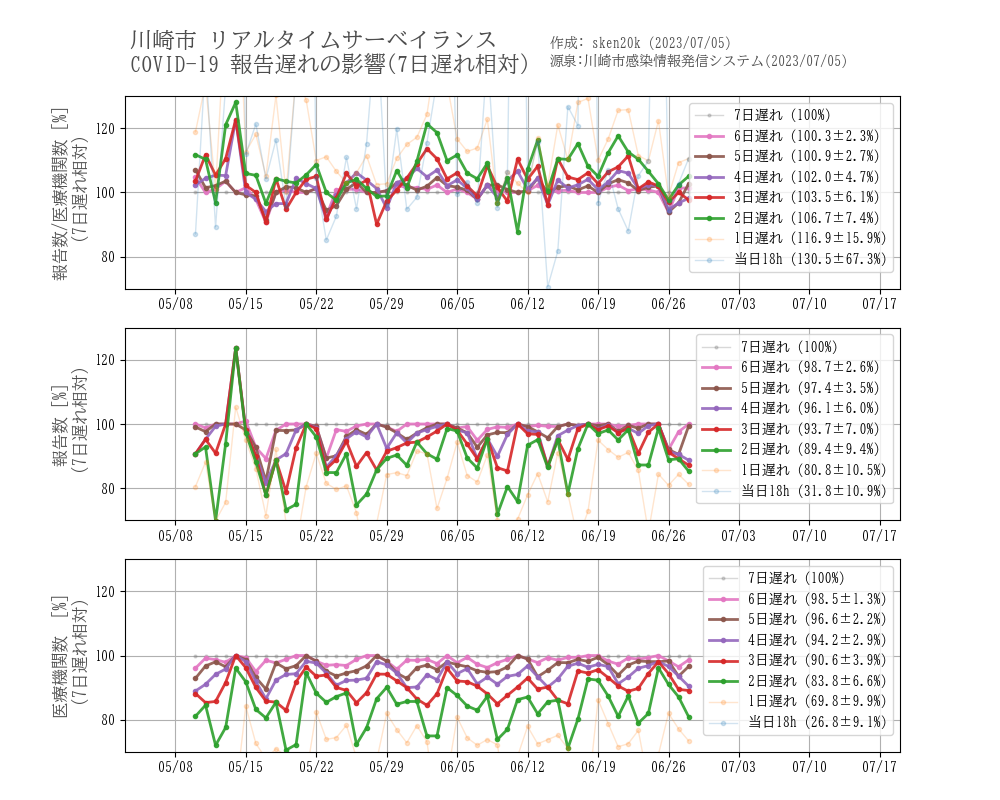 川崎市 リアルタイムサーベイランス
COVID-19 報告遅れの影響(7日遅れ相対)
作成: sken20k (2023/07/05)
源泉:川崎市感染情報発信システム(2023/07/05)
報告数/医療機関数 [%]
(7日遅れ相対)
120
100
80
7日遅れ (100%)
6日遅れ (100.3±2.3%)
5日遅れ (100.9±2.7%)
4日遅れ (102.0±4.7%)
3日遅れ (103.5±6.1%)
2日遅れ (106.7±7.4%)
1日遅れ (116.9±15.9%)
当日18h (130.5±67.3%)
05/08 05/15 05/22 05/29 06/05 06/12 06/19 06/26 07/03 07/10 07/17
報告数 [%]
(7日遅れ相対)
120
100
80
7日遅れ (100%)
6日遅れ (98.7±2.6%)
5日遅れ (97.4±3.5%)
4日遅れ (96.1±6.0%)
3日遅れ (93.7±7.0%)
2日遅れ (89.4±9.4%)
1日遅れ (80.8±10.5%)
当日18h (31.8±10.9%)
05/08 05/15 05/22 05/29 06/05 06/12 06/19 06/26 07/03 07/10 07/17
医療機関数 [%]
(7日遅れ相対)
120
100
80
7日遅れ (100%)
6日遅れ (98.5±1.3%)
5日遅れ (96.6±2.2%)
4日遅れ (94.2±2.9%)
3日遅れ (90.6±3.9%)
2日遅れ (83.8±6.6%)
1日遅れ (69.8±9.9%)
当日18h (26.8±9.1%)
05/08 05/15 05/22 05/29 06/05 06/12 06/19 06/26 07/03 07/10 07/17